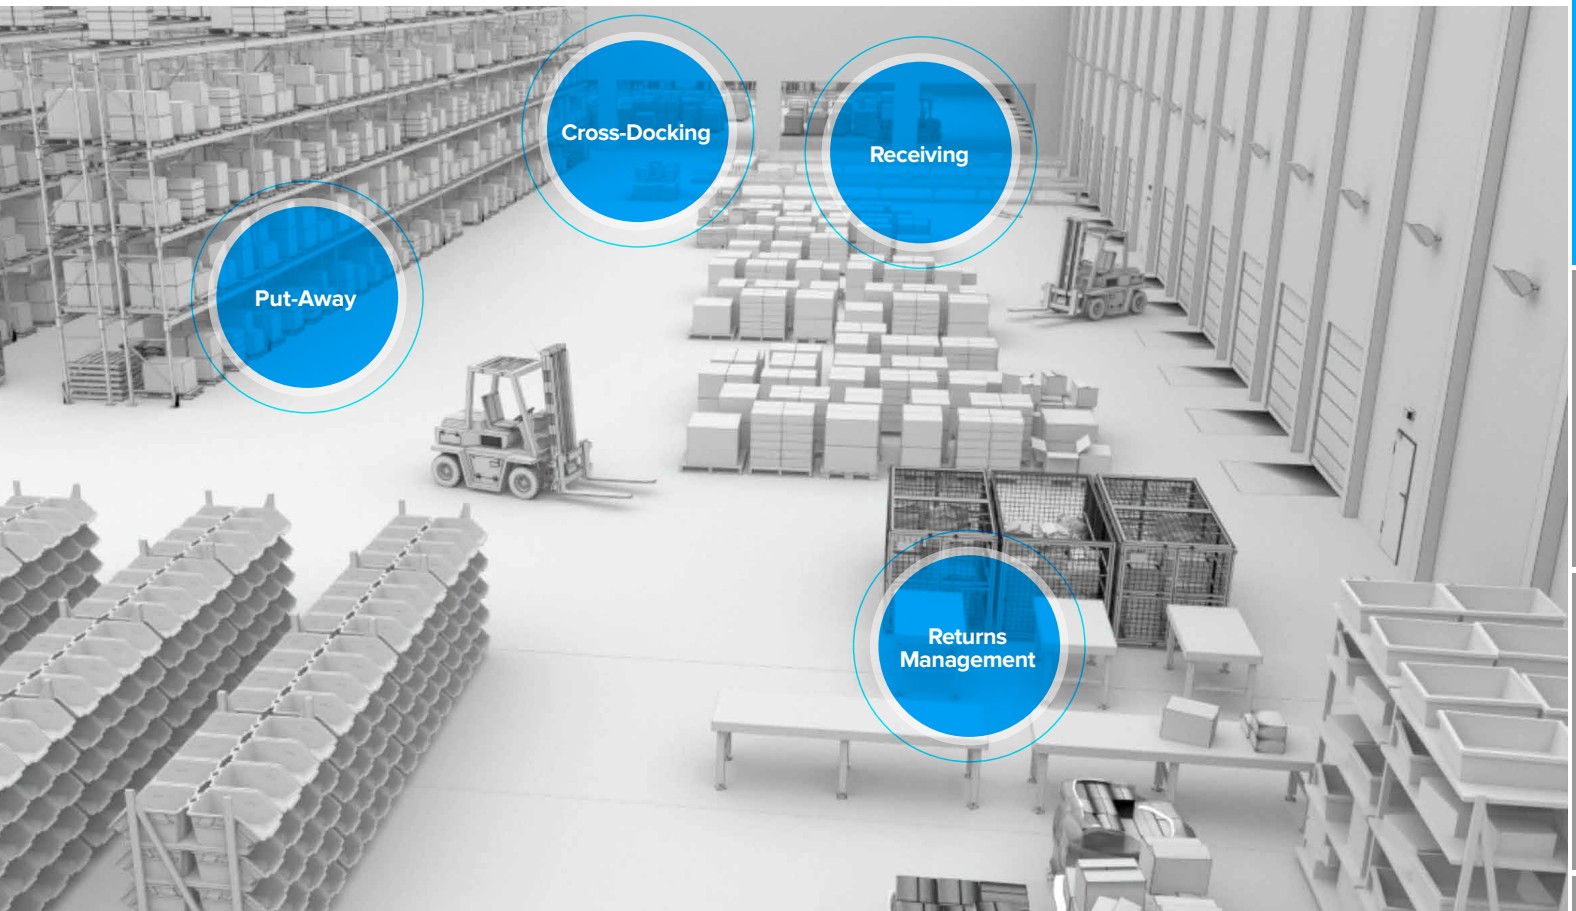 Cross-Docking
Receiving
Put-Away
Returns
Management